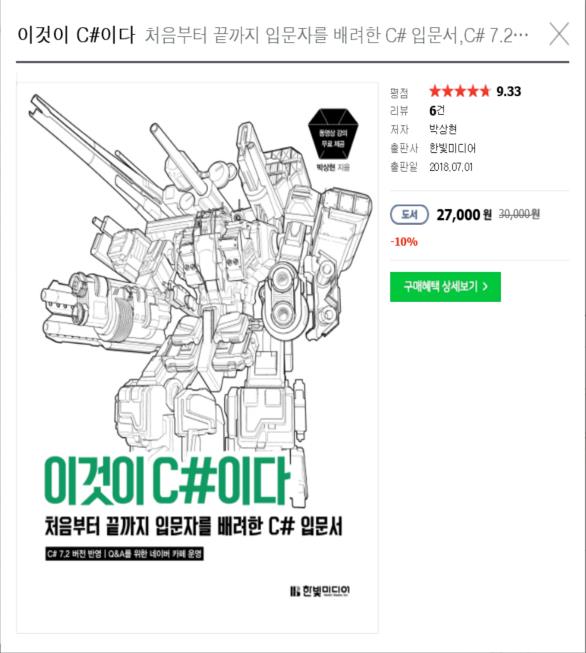 이것이 C#이다 처음부터 끝까지 입문자를 배려한 C# 입문서,C# 7.2…
동영상 강의
무료 제공
박상현 지음
이것이 C#이다
처음부터 끝까지 입문자를 배려한 C# 입문서
C# 7.2 버전 반영 | Q&A를 위한 네이버 카페 운영
한빛미디어
평점 ★★★★★ 9.33
리뷰 6건
저자 박상현
출판사 한빛미디어
출판일 2018.07.01
도서 27,000원 30,000원
-10%
구매혜택 상세보기 >